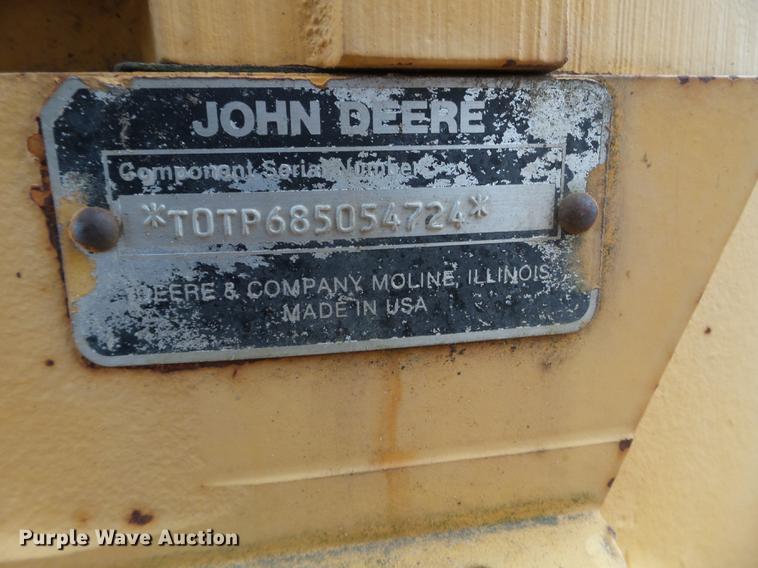 JOHN DEERE
Component Serial Number
*T0TP685054724*
DEERE & COMPANY MOLINE, ILLINOIS
MADE IN USA
Purple Wave Auction